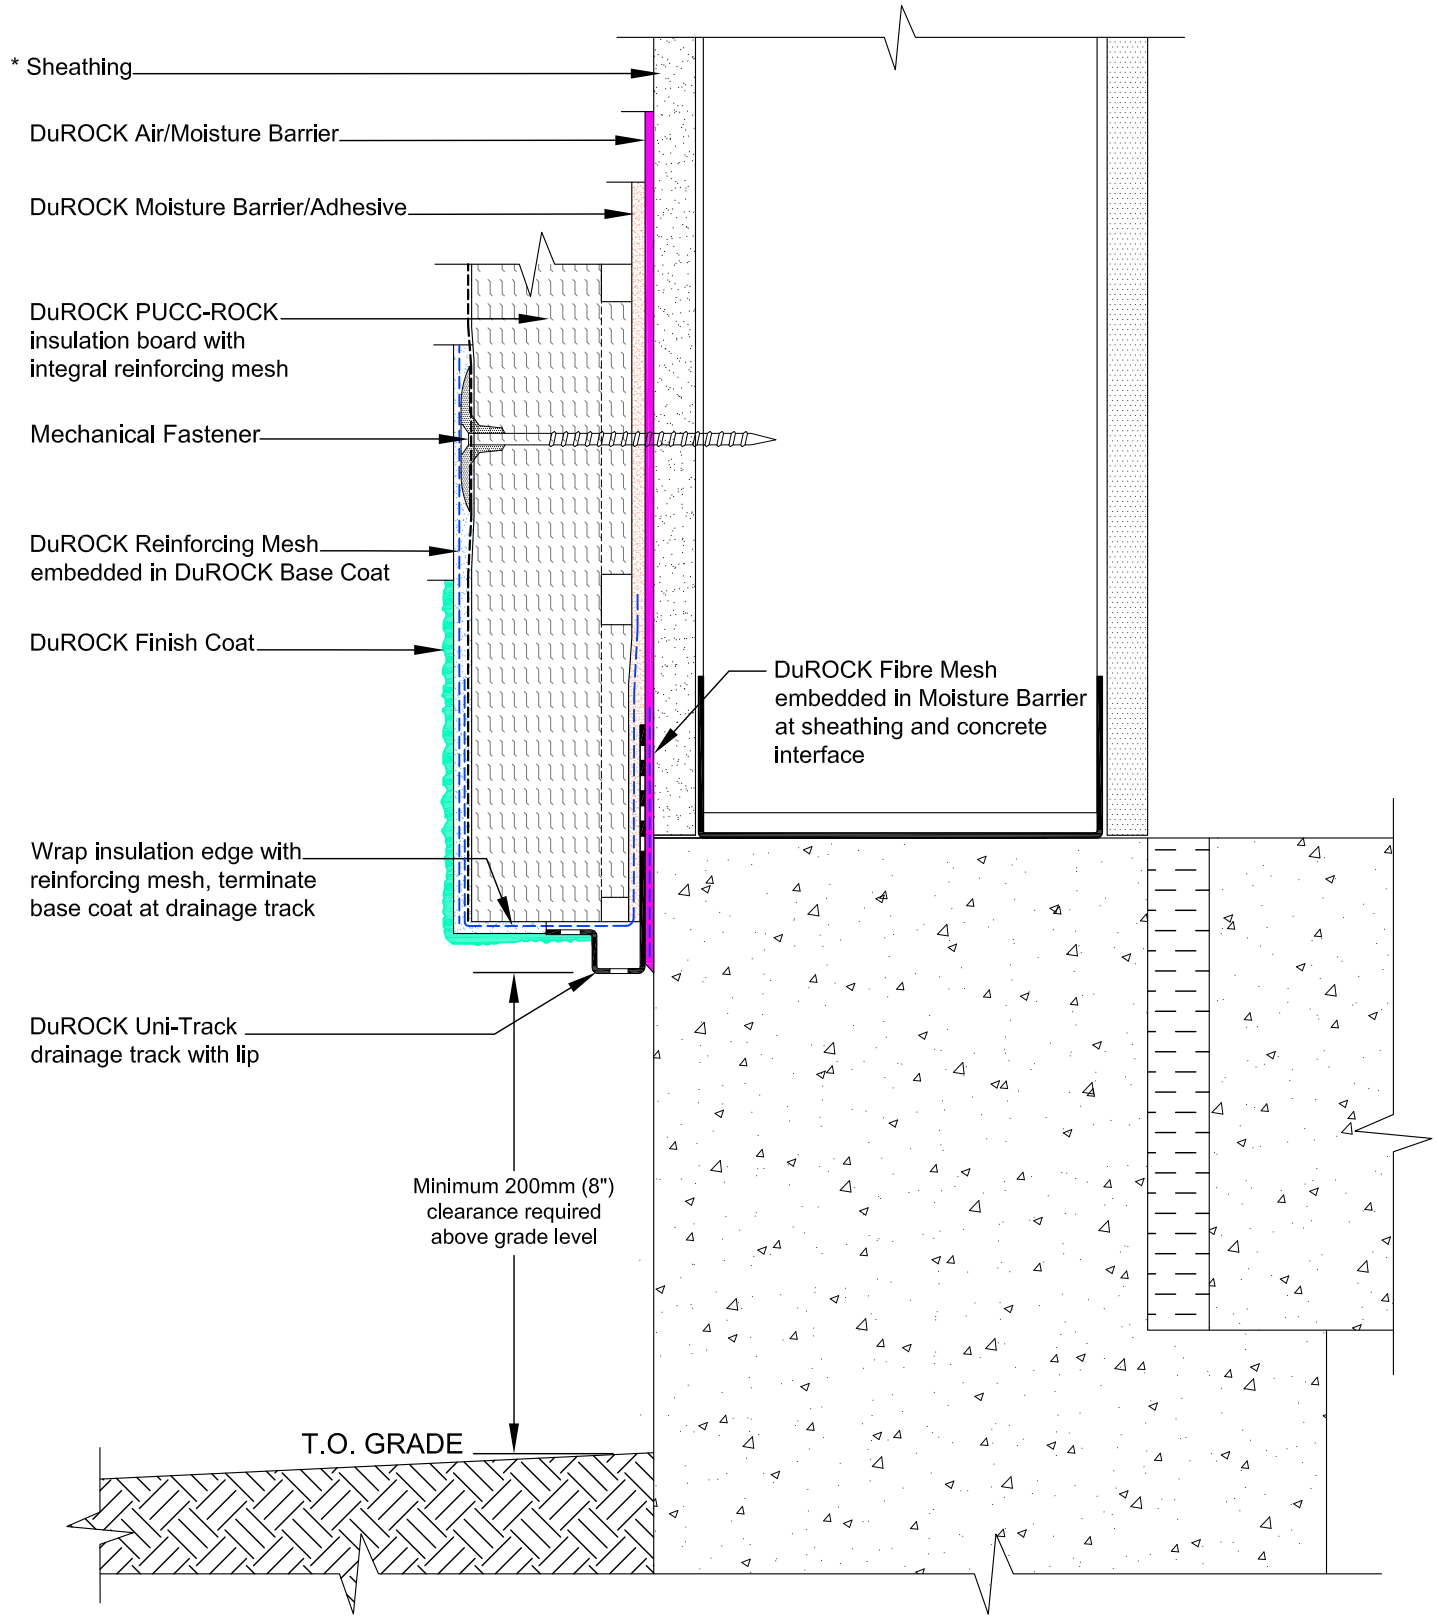 * Sheathing
DuROCK Air/Moisture Barrier
DuROCK Moisture Barrier/Adhesive
DuROCK PUCC-ROCK
insulation board with
integral reinforcing mesh
Mechanical Fastener
DuROCK Reinforcing Mesh
embedded in DuROCK Base Coat
DuROCK Finish Coat
DuROCK Fibre Mesh
embedded in Moisture Barrier
at sheathing and concrete
interface
Wrap insulation edge with
reinforcing mesh, terminate
base coat at drainage track
DuROCK Uni-Track
drainage track with lip
Minimum 200mm (8")
clearance required
above grade level
T.O. GRADE